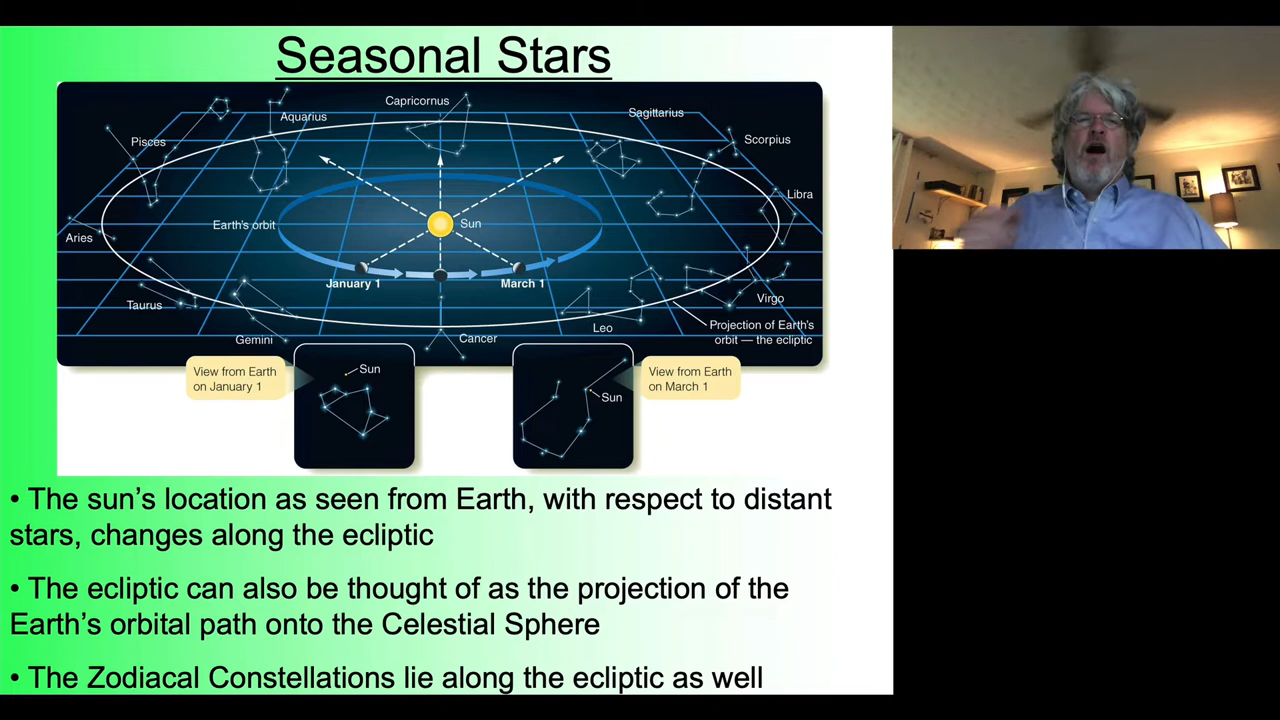 Seasonal Stars
Capricornus
Aquarius
Sagittarius
Pisces
Scorpius
Libra
Earth's orbit
Sun
Aries
January 1
March 1
Taurus
Virgo
Leo
Projection of Earth's
orbit — the ecliptic
Gemini
Cancer
View from Earth
on January 1
Sun
View from Earth
on March 1
Sun
• The sun’s location as seen from Earth, with respect to distant
stars, changes along the ecliptic
• The ecliptic can also be thought of as the projection of the
Earth’s orbital path onto the Celestial Sphere
• The Zodiacal Constellations lie along the ecliptic as well